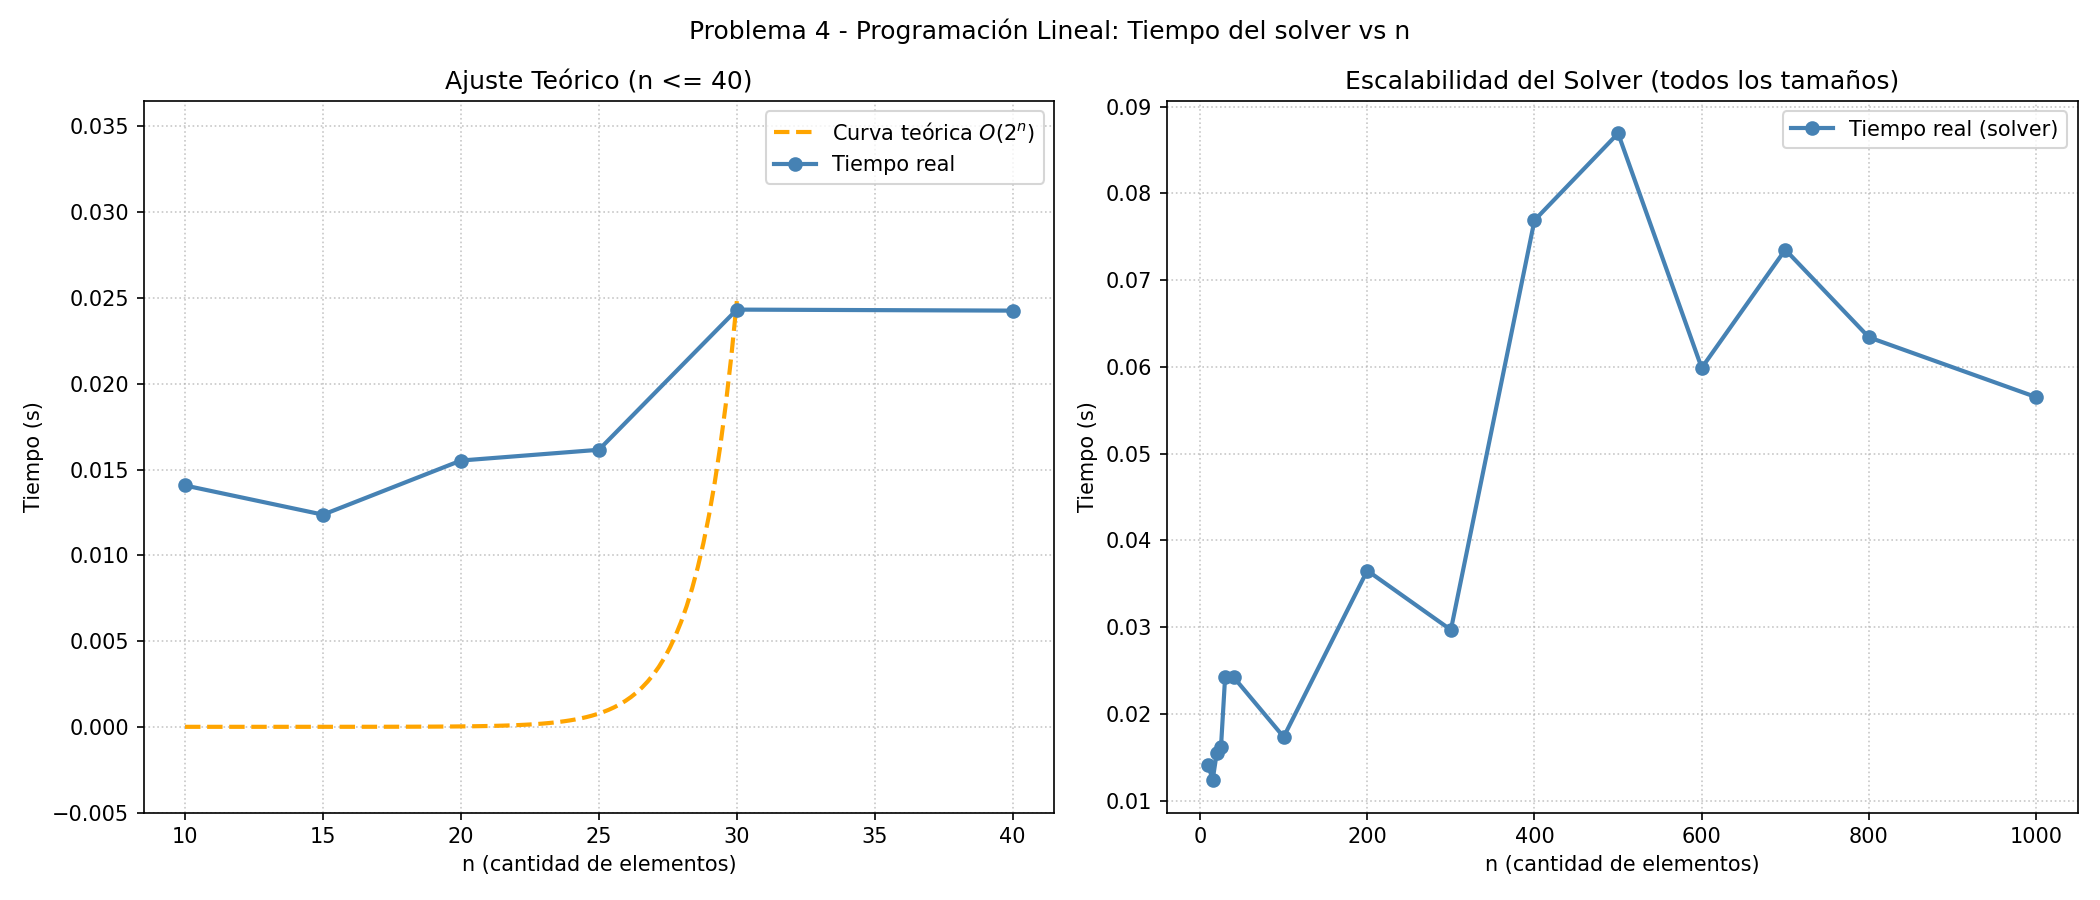 Problema 4 - Programación Lineal: Tiempo del solver vs n
Ajuste Teórico (n <= 40)
Curva teórica O(2^n)
Tiempo real
Tiempo (s)
0.035
0.030
0.025
0.020
0.015
0.010
0.005
0.000
−0.005
10 15 20 25 30 35 40
n (cantidad de elementos)
Escalabilidad del Solver (todos los tamaños)
Tiempo real (solver)
Tiempo (s)
0.09
0.08
0.07
0.06
0.05
0.04
0.03
0.02
0.01
0 200 400 600 800 1000
n (cantidad de elementos)